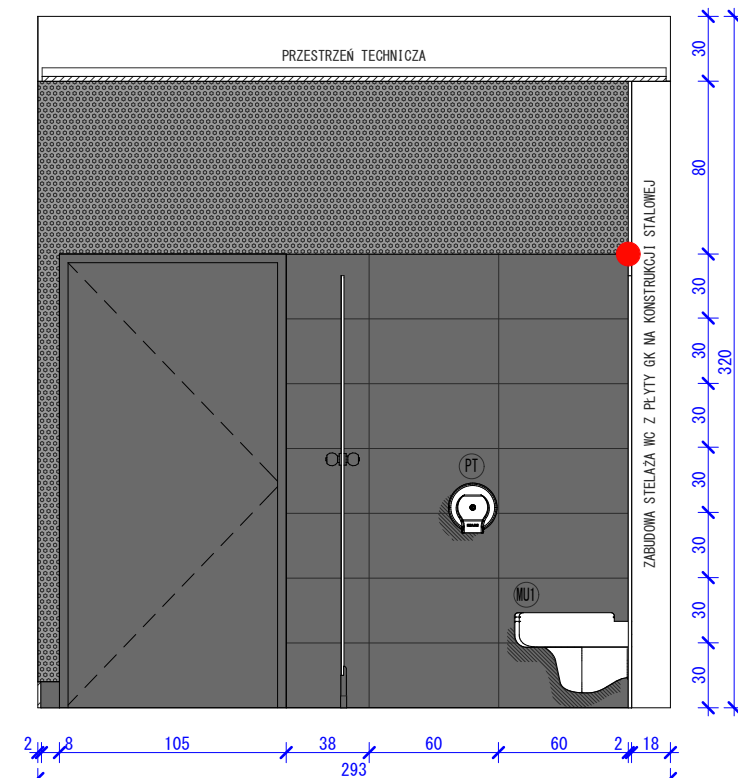 PRZESTRZEŃ TECHNICZA
ZABUDOWA STELAŻA WC Z PŁYTY GK NA KONSTRUKCJI STALOWEJ
PT
MU1
30
80
30
30
30
30
30
30
30
320
2 8 105 38 60 60 2 18
293